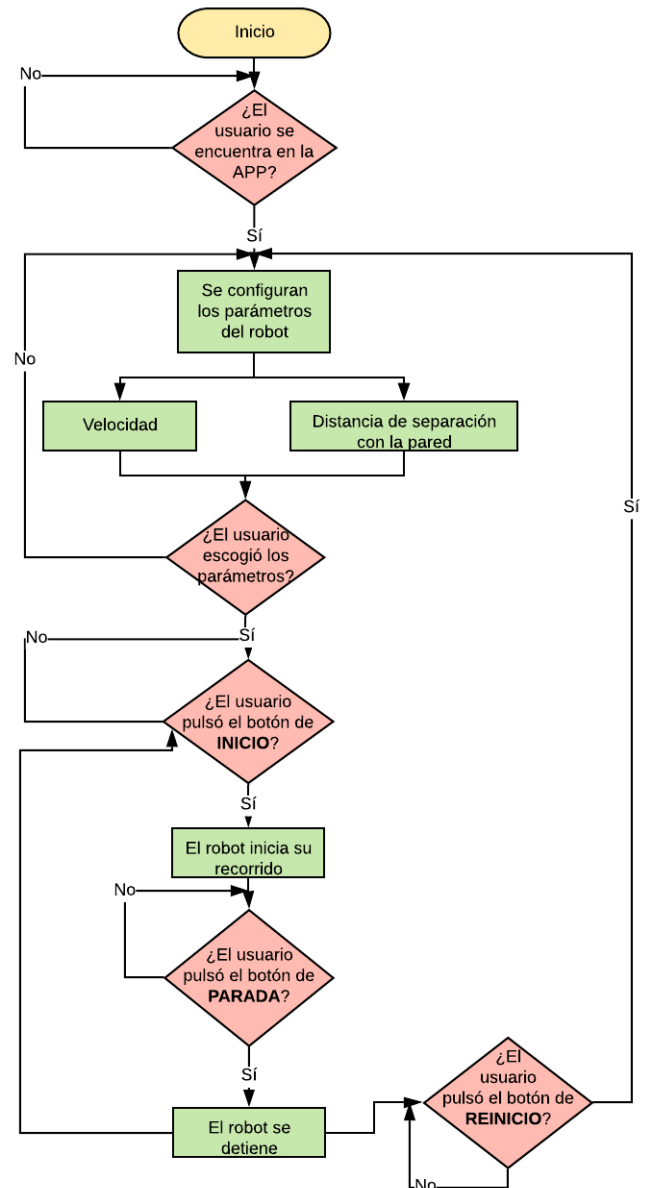 Inicio
No
¿El
usuario se
encuentra en la
APP?
Sí
Se configuran
los parámetros
del robot
No
Velocidad
Distancia de separación
con la pared
Sí
¿El usuario
escogió los
parámetros?
No
Sí
¿El usuario
pulsó el botón de
INICIO?
Sí
El robot inicia su
recorrido
No
¿El usuario
pulsó el botón de
PARADA?
Sí
El robot se
detiene
¿El
usuario
pulsó el botón de
REINICIO?
No